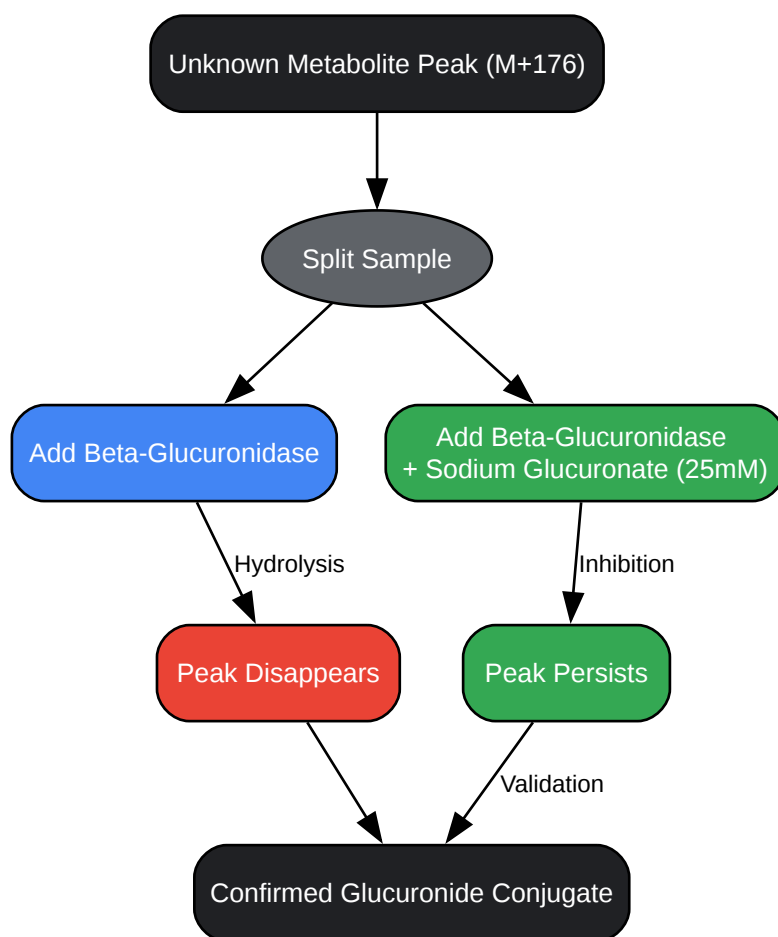 Unknown Metabolite Peak (M+176)
Split Sample
Add Beta-Glucuronidase
Add Beta-Glucuronidase
+ Sodium Glucuronate (25mM)
Hydrolysis
Inhibition
Peak Disappears
Peak Persists
Validation
Confirmed Glucuronide Conjugate